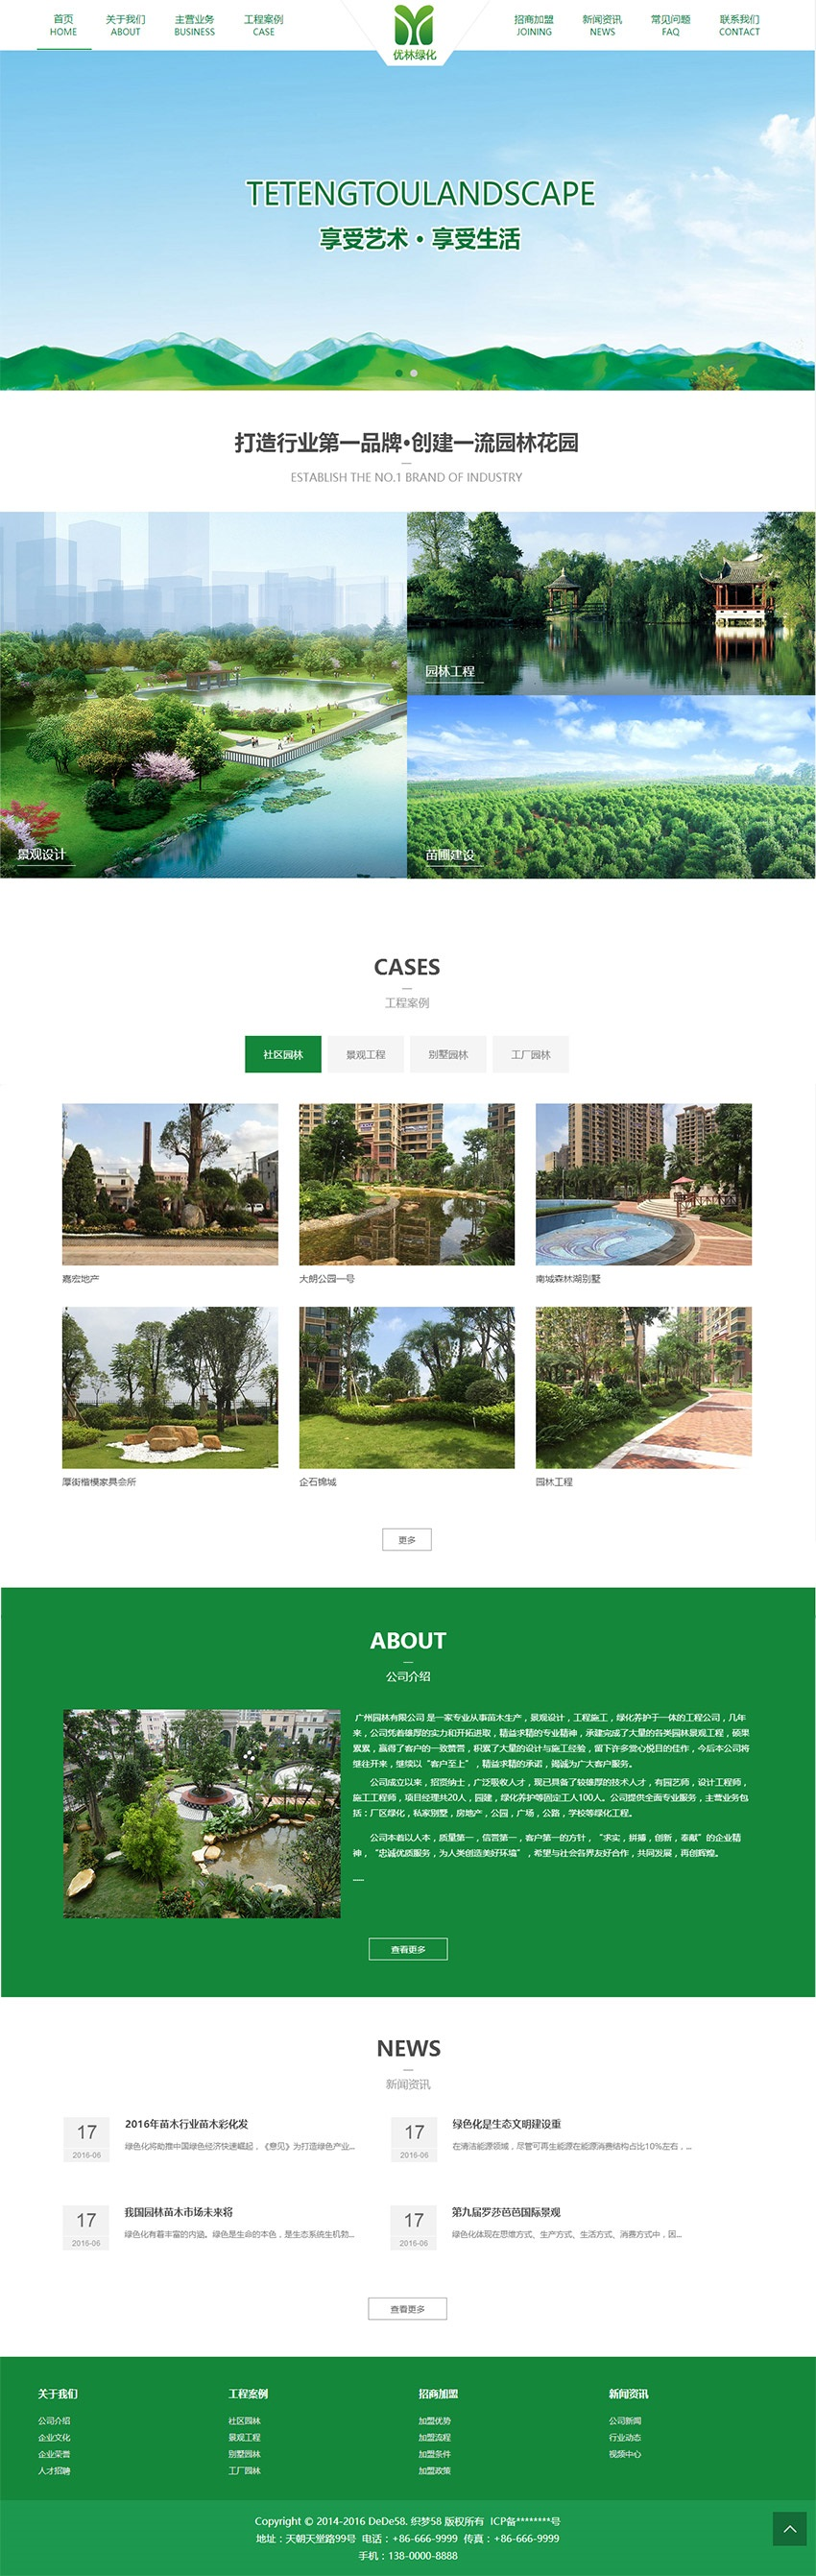 首页 关于我们 主营业务 工程案例 招商加盟 新闻资讯 常见问题 联系我们
HOME ABOUT BUSINESS CASE JOINING NEWS FAQ CONTACT
优林绿化
TETENGTOULANDSCAPE
享受艺术·享受生活
打造行业第一品牌·创建一流园林花园
ESTABLISH THE NO.1 BRAND OF INDUSTRY
园林工程
景观设计
苗圃建设
CASES
工程案例
社区园林 景观工程 别墅园林 工厂园林
嘉宏地产 大朗公园一号 南城森林湖别墅
厚街楷模家具会所 企石锦城 园林工程
更多
ABOUT
公司介绍
广州园林有限公司 是一家专业从事苗木生产，景观设计，工程施工，绿化养护于一体的工程公司，几年
来，公司凭着雄厚的实力和开拓进取，精益求精的专业精神，承建完成了大量的各类园林景观工程，硕果
累累，赢得了客户的一致赞誉，积累了大量的设计与施工经验，留下许多赏心悦目的佳作，今后本公司将
继往开来，继续以“客户至上”，精益求精的承诺，竭诚为广大客户服务。
公司成立以来，招贤纳士，广泛吸收人才，现已具备了较雄厚的技术人才，有园艺师，设计工程师，
施工工程师，项目经理共20人，园建，绿化养护等固定工人100人。公司提供全面专业服务，主营业务包
括：厂区绿化，私家别墅，房地产，公园，广场，公路，学校等绿化工程。
公司本着以人本，质量第一，信誉第一，客户第一的方针，“求实，拼搏，创新，奉献”的企业精
神，“忠诚优质服务，为人类创造美好环境”，希望与社会各界友好合作，共同发展，再创辉煌。
查看更多
NEWS
新闻资讯
17 2016年苗木行业苗木彩化发
2016-06 绿色化将助推中国绿色经济快速崛起，《意见》为打造绿色产业...
17 绿色化是生态文明建设重
2016-06 在清洁能源领域，尽管可再生能源在能源消费结构占比10%左右，...
17 我国园林苗木市场未来将
2016-06 绿色化有着丰富的内涵。绿色是生命的本色，是生态系统生机勃...
17 第九届罗莎芭芭国际景观
2016-06 绿色化体现在思维方式、生产方式、生活方式、消费方式中，因...
查看更多
关于我们 工程案例 招商加盟 新闻资讯
公司介绍 社区园林 加盟优势 公司新闻
企业文化 景观工程 加盟流程 行业动态
企业荣誉 别墅园林 加盟条件 视频中心
人才招聘 工厂园林 加盟政策
Copyright © 2014-2016 DeDe58. 织梦58 版权所有 ICP备********号
地址：天朝天堂路99号 电话：+86-666-9999 传真：+86-666-9999
手机：138-0000-8888